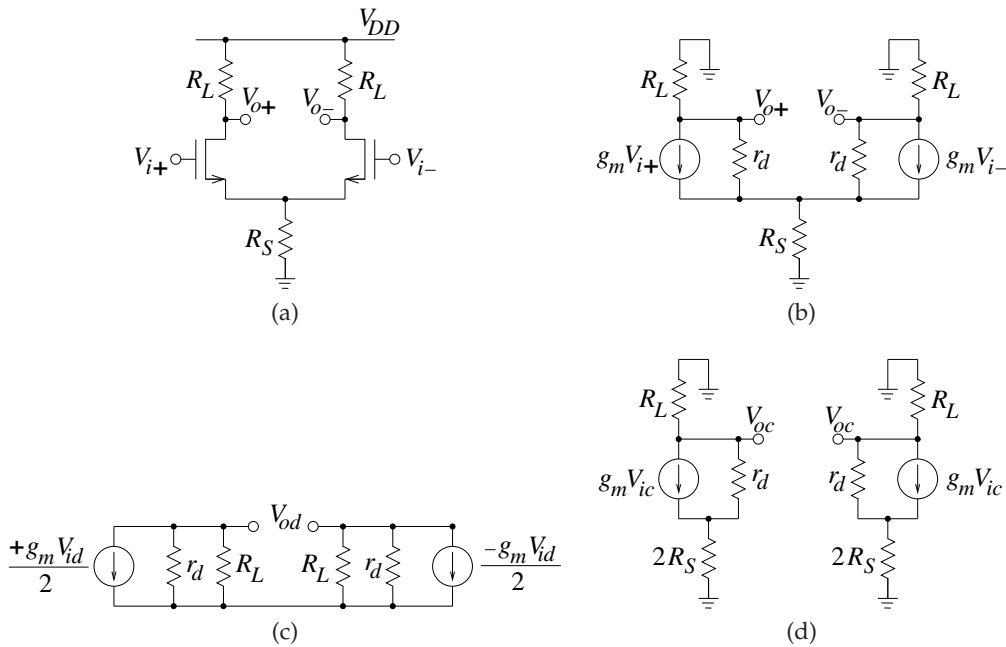 V_DD
R_L R_L
V_o+ V_o−
V_i+ V_i−
R_S
(a)
R_L R_L
V_o+ V_o−
g_m V_i+ r_d r_d g_m V_i−
R_S
(b)
V_od
+g_m V_id / 2 r_d R_L R_L r_d −g_m V_id / 2
(c)
R_L R_L
V_oc V_oc
g_m V_ic r_d r_d g_m V_ic
2R_S 2R_S
(d)